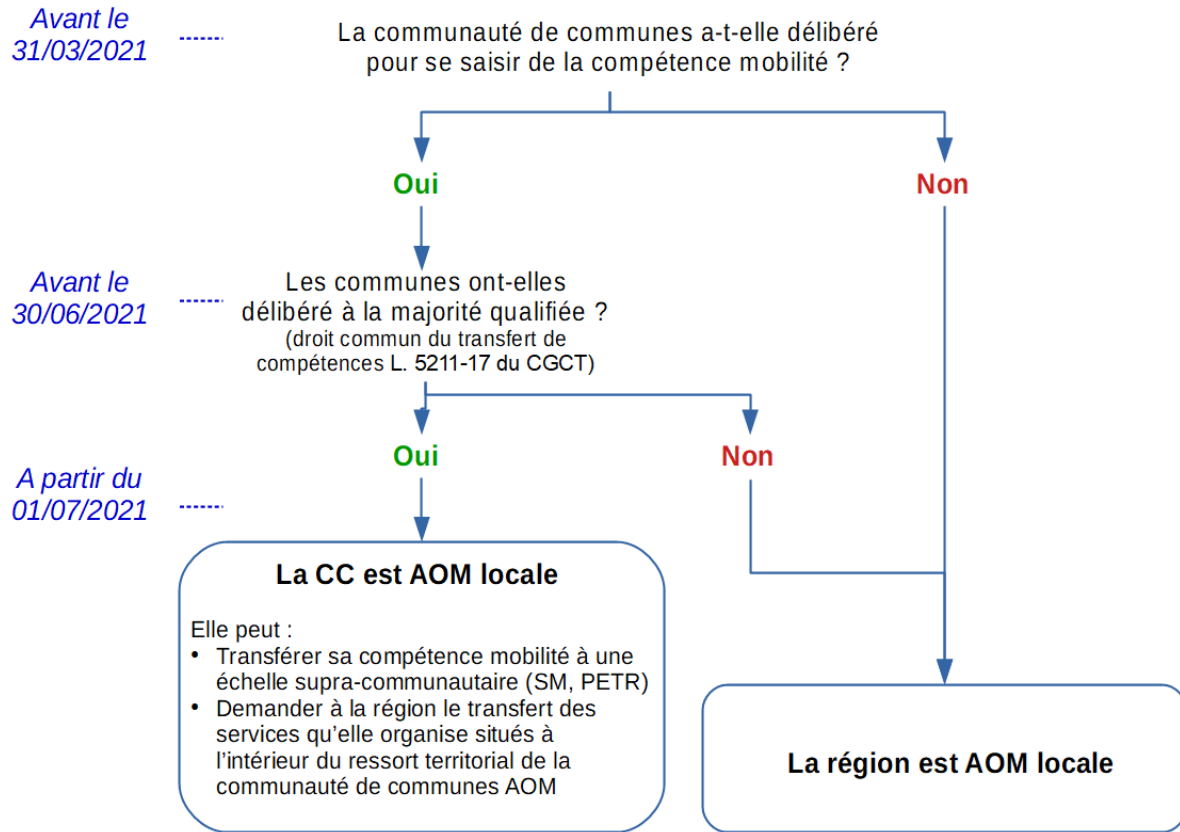 Avant le
31/03/2021
La communauté de communes a-t-elle délibéré
pour se saisir de la compétence mobilité ?
Oui
Non
Avant le
30/06/2021
Les communes ont-elles
délibéré à la majorité qualifiée ?
(droit commun du transfert de
compétences L. 5211-17 du CGCT)
Oui
Non
A partir du
01/07/2021
La CC est AOM locale
Elle peut :
• Transférer sa compétence mobilité à une
échelle supra-communautaire (SM, PETR)
• Demander à la région le transfert des
services qu’elle organise situés à
l’intérieur du ressort territorial de la
communauté de communes AOM
La région est AOM locale